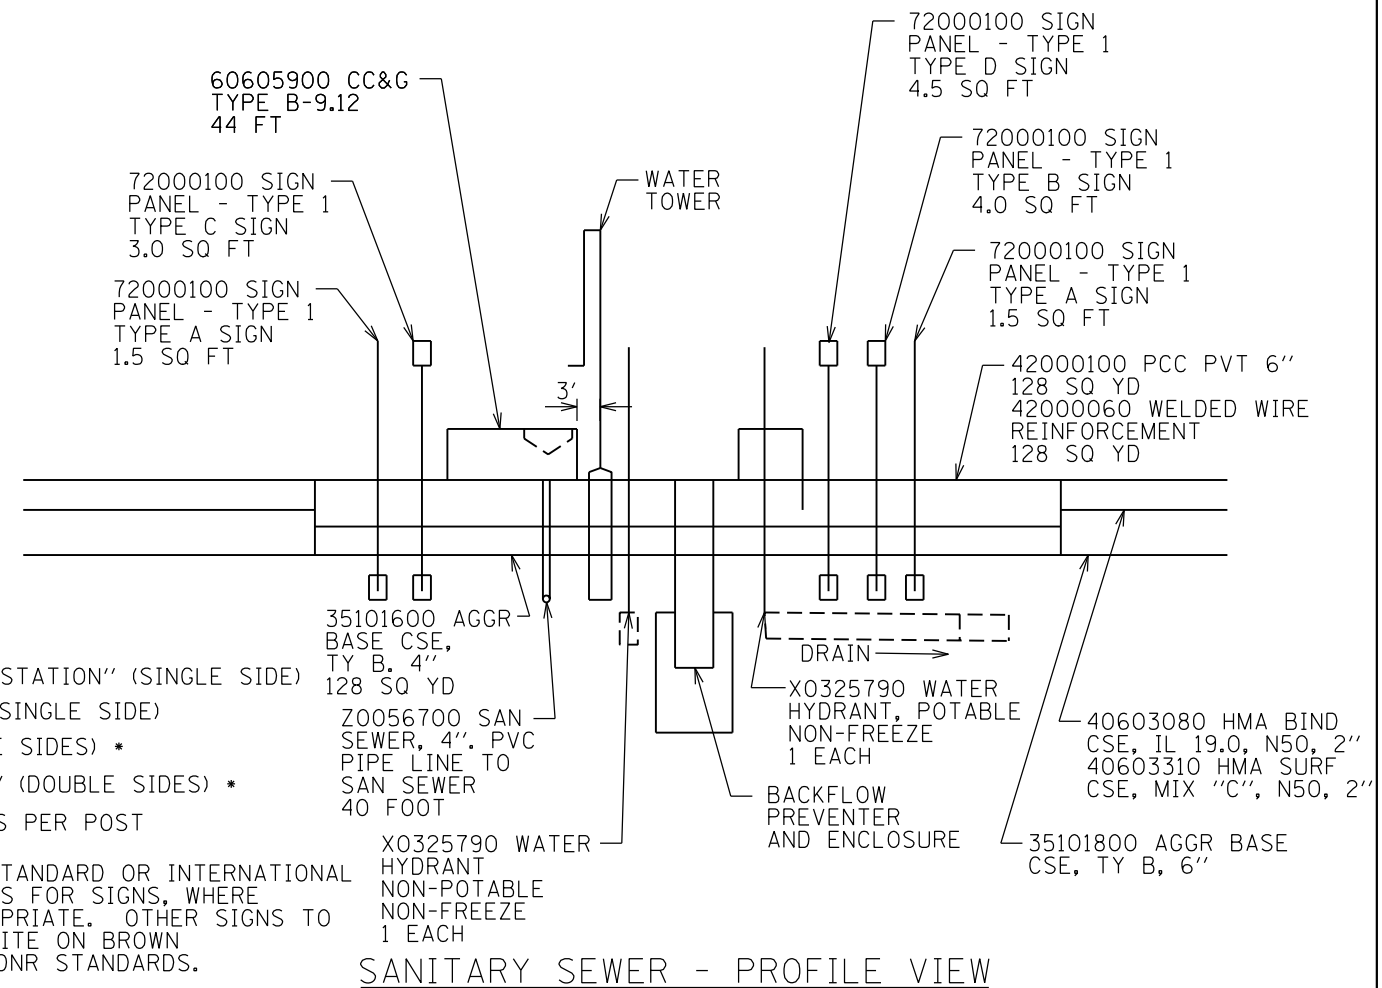 72000100 SIGN
PANEL - TYPE 1
TYPE D SIGN
4.5 SQ FT
60605900 CC&G
TYPE B-9.12
44 FT
72000100 SIGN
PANEL - TYPE 1
TYPE B SIGN
4.0 SQ FT
72000100 SIGN
PANEL - TYPE 1
TYPE C SIGN
3.0 SQ FT
WATER
TOWER
72000100 SIGN
PANEL - TYPE 1
TYPE A SIGN
1.5 SQ FT
72000100 SIGN
PANEL - TYPE 1
TYPE A SIGN
1.5 SQ FT
42000100 PCC PVT 6"
128 SQ YD
42000060 WELDED WIRE
REINFORCEMENT
128 SQ YD
3'
35101600 AGGR
BASE CSE,
TY B. 4"
128 SQ YD
DRAIN
STATION" (SINGLE SIDE)
SINGLE SIDE)
E SIDES) *
(DOUBLE SIDES) *
S PER POST
Z0056700 SAN
SEWER, 4". PVC
PIPE LINE TO
SAN SEWER
40 FOOT
X0325790 WATER
HYDRANT, POTABLE
NON-FREEZE
1 EACH
40603080 HMA BIND
CSE, IL 19.0, N50, 2"
40603310 HMA SURF
CSE, MIX "C", N50, 2"
BACKFLOW
PREVENTER
AND ENCLOSURE
X0325790 WATER
HYDRANT
NON-POTABLE
NON-FREEZE
1 EACH
35101800 AGGR BASE
CSE, TY B, 6"
TANDARD OR INTERNATIONAL
S FOR SIGNS, WHERE
PRIATE. OTHER SIGNS TO
ITE ON BROWN
DNR STANDARDS.
SANITARY SEWER - PROFILE VIEW